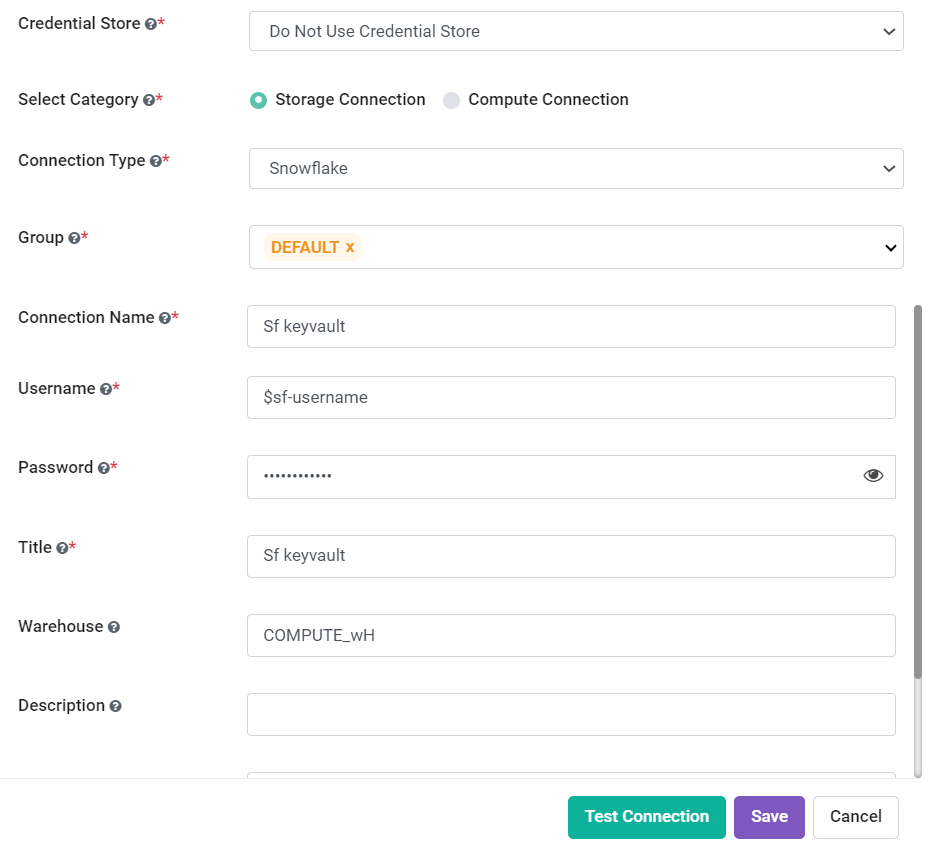 Credential Store ?* Do Not Use Credential Store
Select Category ?* Storage Connection Compute Connection
Connection Type ?* Snowflake
Group ?* DEFAULT x
Connection Name ?* Sf keyvault
Username ?* $sf-username
Password ?* ••••••••••••
Title ?* Sf keyvault
Warehouse ? COMPUTE_wH
Description ?
Test Connection Save Cancel